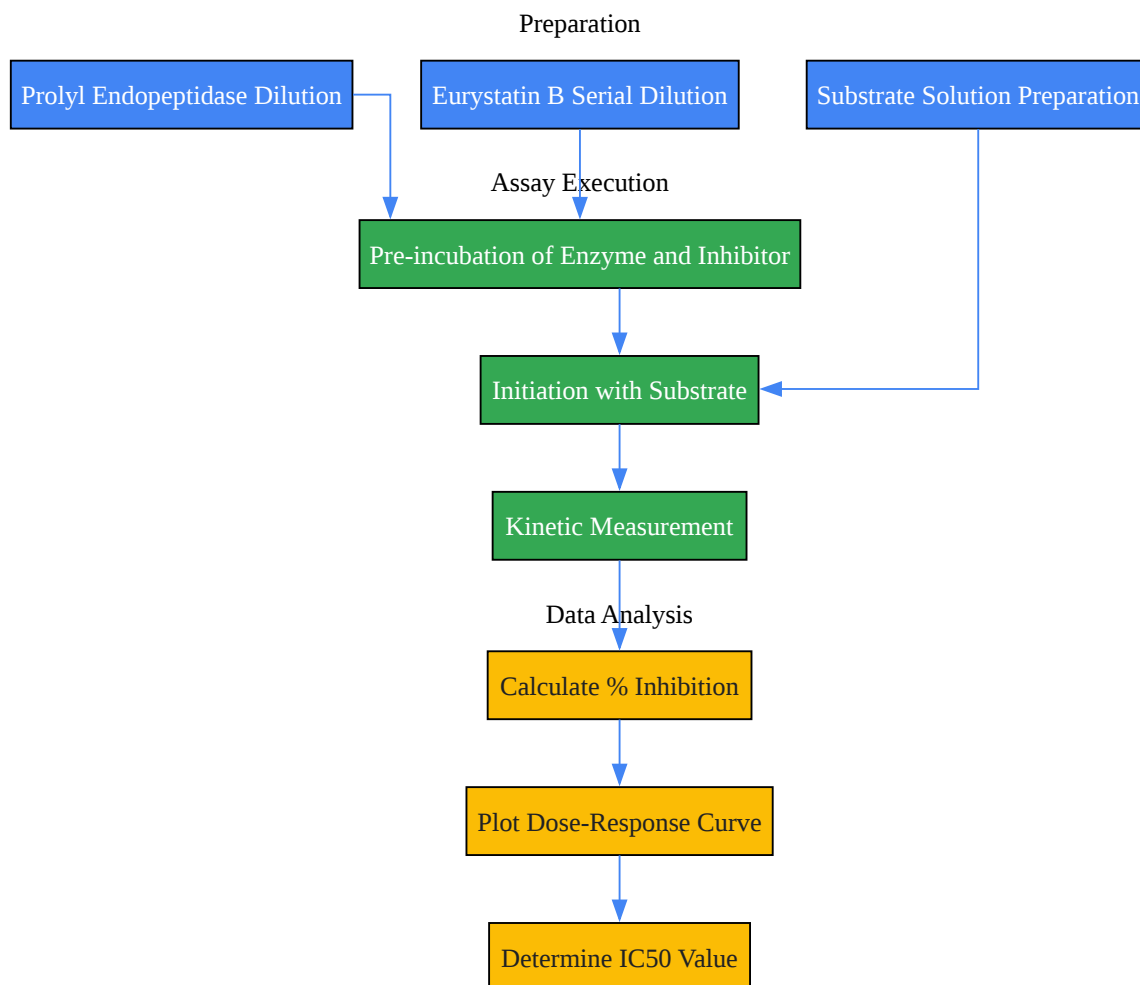 Preparation
Prolyl Endopeptidase Dilution
Eurystatin B Serial Dilution
Substrate Solution Preparation
Assay Execution
Pre-incubation of Enzyme and Inhibitor
Initiation with Substrate
Kinetic Measurement
Data Analysis
Calculate % Inhibition
Plot Dose-Response Curve
Determine IC50 Value